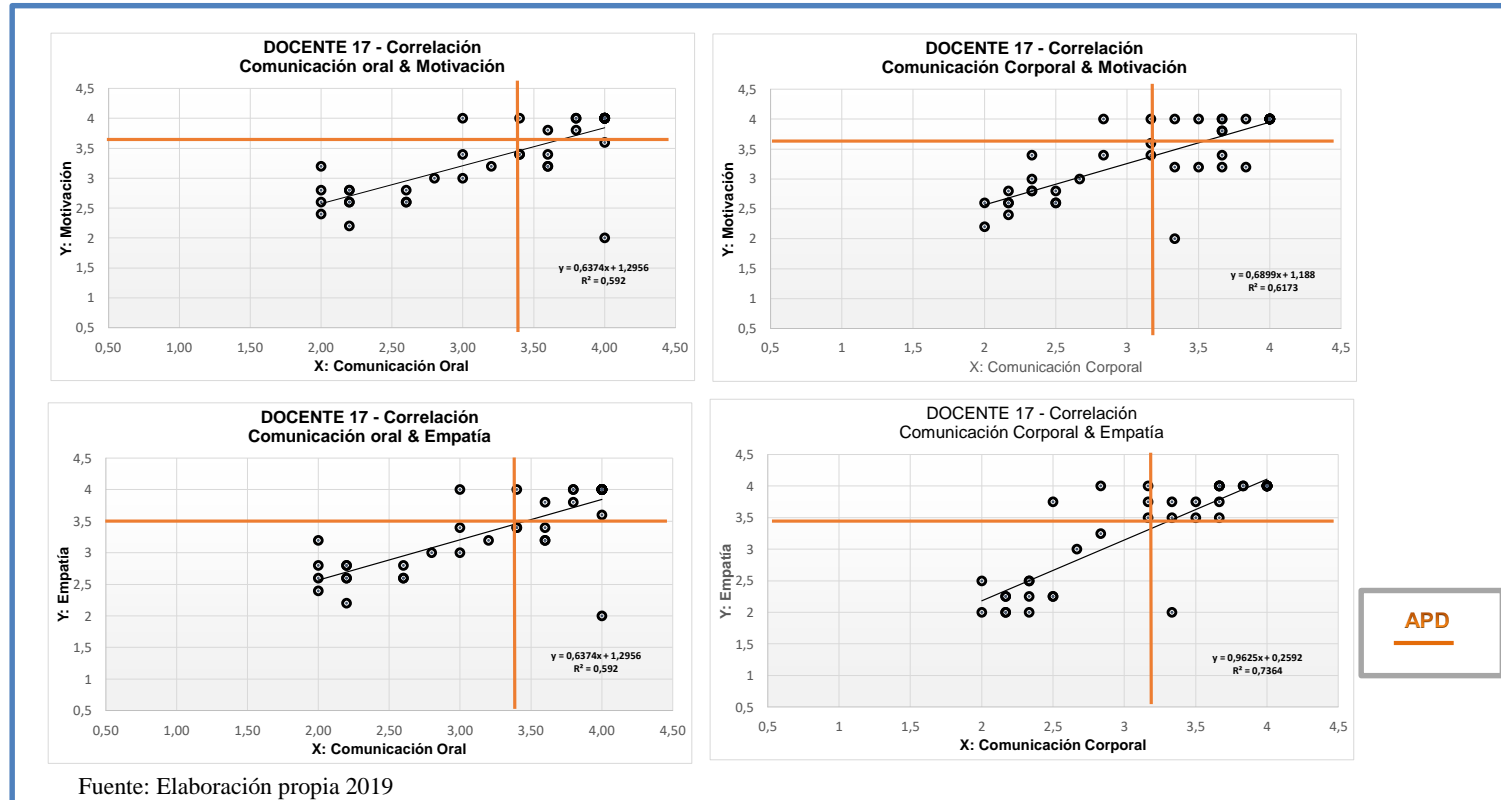 DOCENTE 17 - Correlación
Comunicación oral & Motivación
4,5
4
3,5
3
2,5
2
1,5
1
0,5
Y: Motivación
y = 0,6374x + 1,2956
R² = 0,592
0,50 1,00 1,50 2,00 2,50 3,00 3,50 4,00 4,50
X: Comunicación Oral
DOCENTE 17 - Correlación
Comunicación Corporal & Motivación
4,5
4
3,5
3
2,5
2
1,5
1
0,5
Y: Motivación
y = 0,6899x + 1,188
R² = 0,6173
0,5 1 1,5 2 2,5 3 3,5 4 4,5
X: Comunicación Corporal
DOCENTE 17 - Correlación
Comunicación oral & Empatía
4,5
4
3,5
3
2,5
2
1,5
1
0,5
Y: Empatía
y = 0,6374x + 1,2956
R² = 0,592
0,50 1,00 1,50 2,00 2,50 3,00 3,50 4,00 4,50
X: Comunicación Oral
DOCENTE 17 - Correlación
Comunicación Corporal & Empatía
4,5
4
3,5
3
2,5
2
1,5
1
0,5
Y: Empatía
y = 0,9625x + 0,2592
R² = 0,7364
0,5 1 1,5 2 2,5 3 3,5 4 4,5
X: Comunicación Corporal
APD
Fuente: Elaboración propia 2019